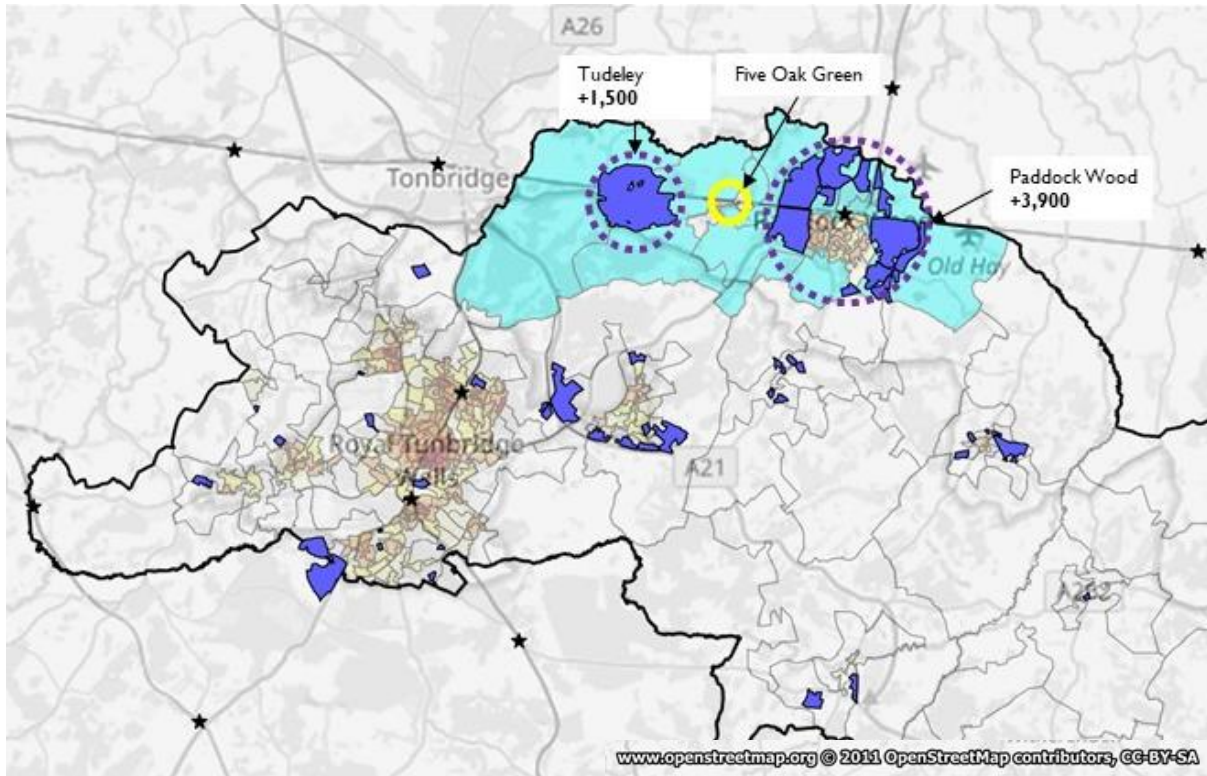 A26
Tudeley
+1,500
Five Oak Green
Tonbridge
Paddock Wood
+3,900
Old Hay
Royal Tunbridge
Wells
A21
www.openstreetmap.org © 2011 OpenStreetMap contributors, CC-BY-SA